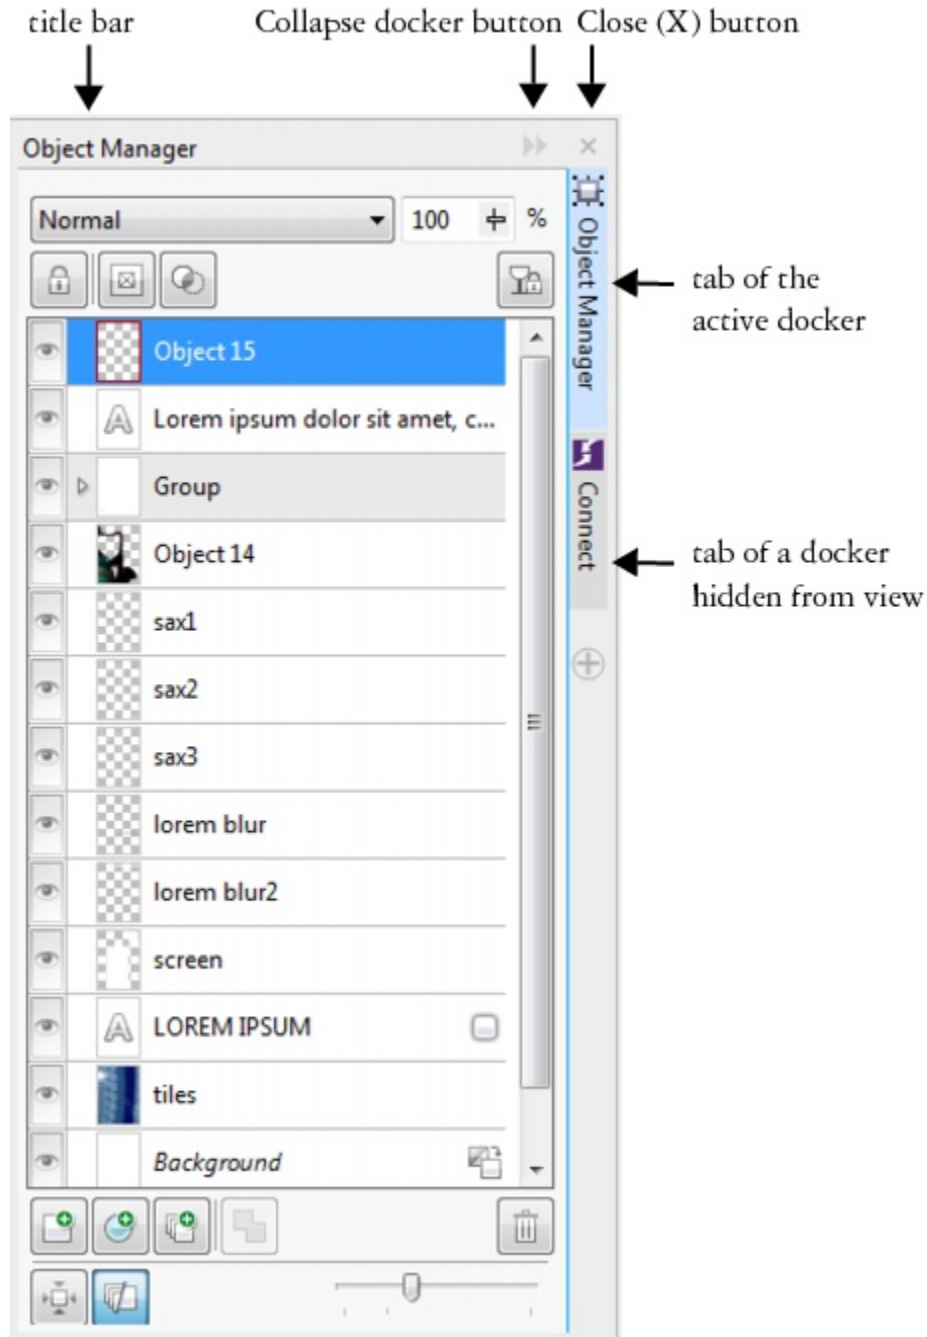 title bar
Collapse docker button
Close (X) button
Object Manager
Normal
100
%
Object Manager
tab of the
active docker
Object 15
Lorem ipsum dolor sit amet, c...
Group
Connect
Object 14
tab of a docker
hidden from view
sax1
sax2
sax3
lorem blur
lorem blur2
screen
LOREM IPSUM
tiles
Background